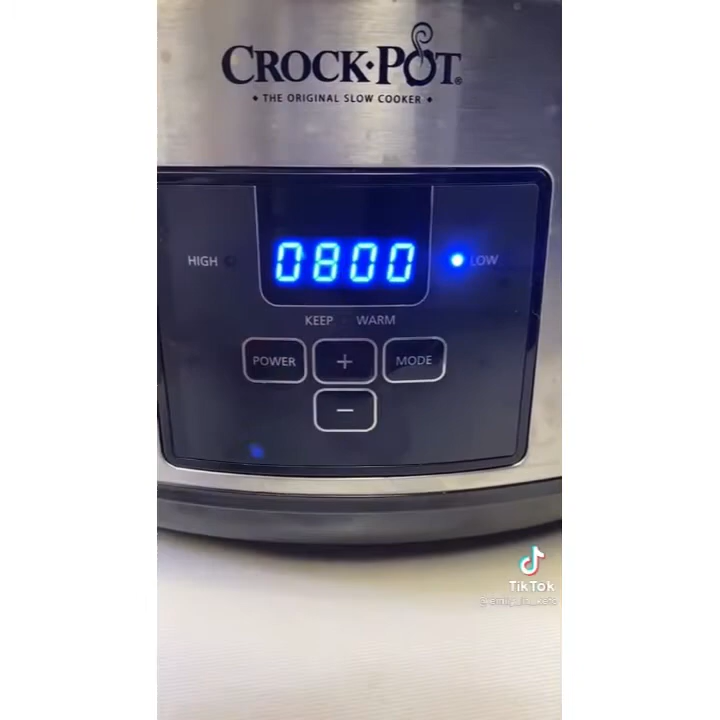 CROCK•POT®
• THE ORIGINAL SLOW COOKER •
HIGH 0800 LOW
KEEP WARM
POWER + MODE
−
TikTok